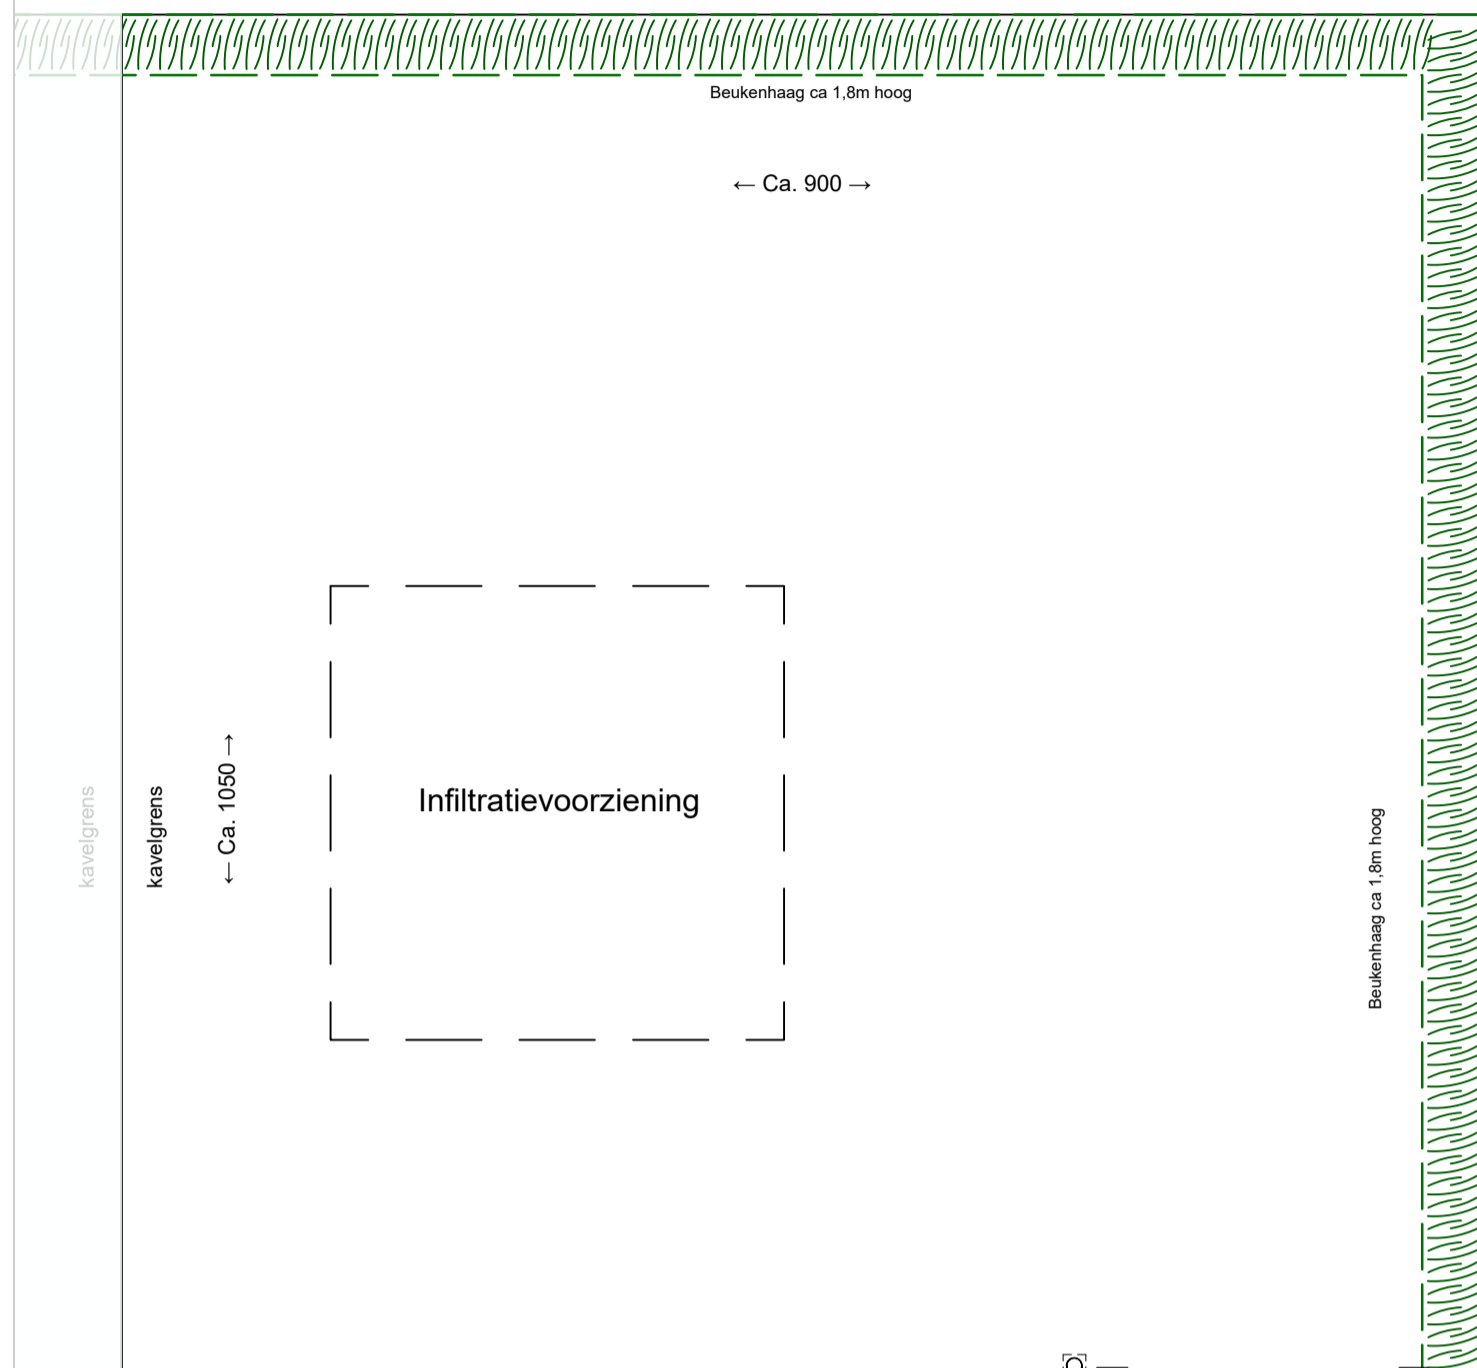 Beukenhaag ca 1,8m hoog
← Ca. 900 →
kavelgrens
kavelgrens
← Ca. 1050 →
Infiltratievoorziening
Beukenhaag ca 1,8m hoog